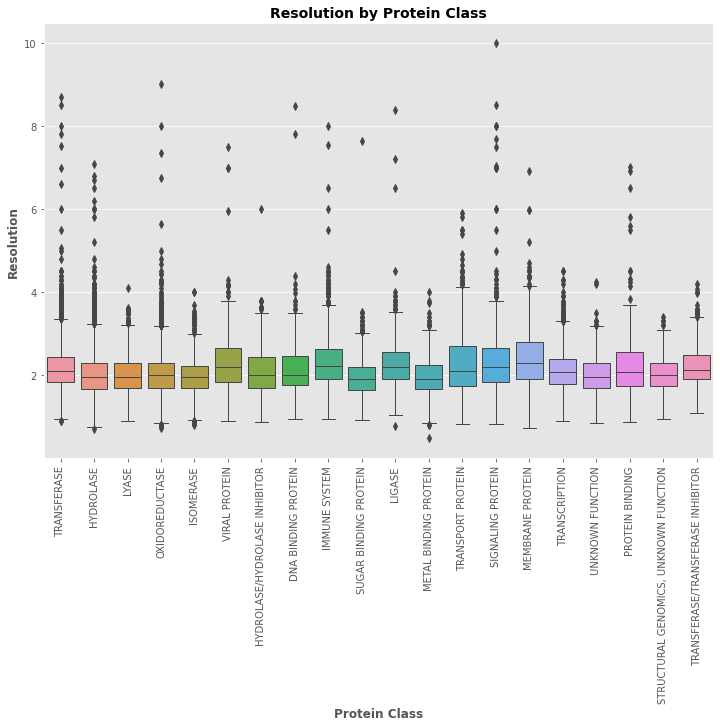 Resolution by Protein Class
Resolution
10
8
6
4
2
TRANSFERASE
HYDROLASE
LYASE
OXIDOREDUCTASE
ISOMERASE
VIRAL PROTEIN
HYDROLASE/HYDROLASE INHIBITOR
DNA BINDING PROTEIN
IMMUNE SYSTEM
SUGAR BINDING PROTEIN
LIGASE
METAL BINDING PROTEIN
TRANSPORT PROTEIN
SIGNALING PROTEIN
MEMBRANE PROTEIN
TRANSCRIPTION
UNKNOWN FUNCTION
PROTEIN BINDING
STRUCTURAL GENOMICS, UNKNOWN FUNCTION
TRANSFERASE/TRANSFERASE INHIBITOR
Protein Class